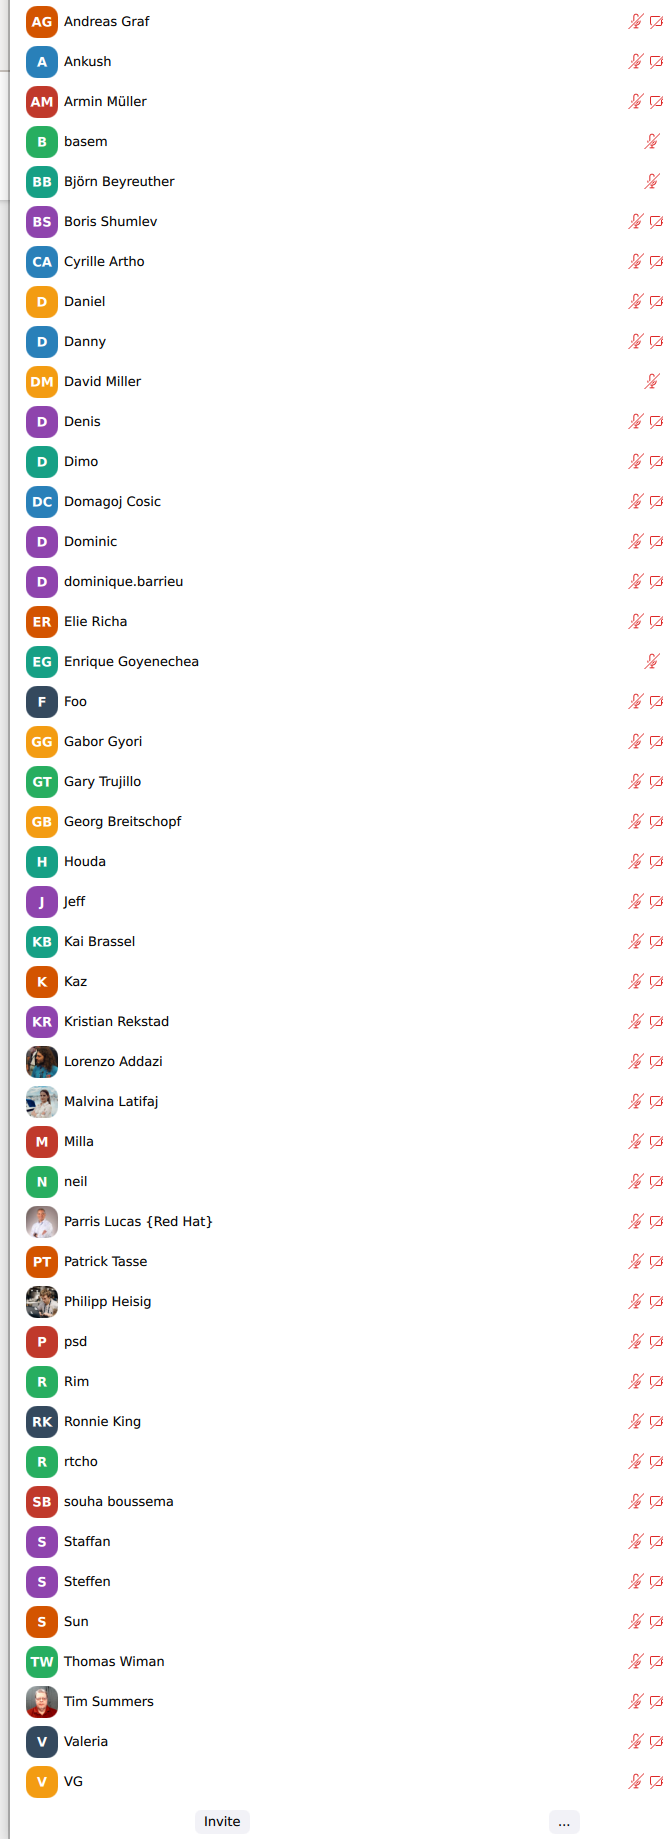 AG Andreas Graf
A Ankush
AM Armin Müller
B basem
BB Björn Beyreuther
BS Boris Shumlev
CA Cyrille Artho
D Daniel
D Danny
DM David Miller
D Denis
D Dimo
DC Domagoj Cosic
D Dominic
D dominique.barrieu
ER Elie Richa
EG Enrique Goyenechea
F Foo
GG Gabor Gyori
GT Gary Trujillo
GB Georg Breitschopf
H Houda
J Jeff
KB Kai Brassel
K Kaz
KR Kristian Rekstad
Lorenzo Addazi
Malvina Latifaj
M Milla
N neil
Parris Lucas {Red Hat}
PT Patrick Tasse
Philipp Heisig
P psd
R Rim
RK Ronnie King
R rtcho
SB souha boussema
S Staffan
S Steffen
S Sun
TW Thomas Wiman
Tim Summers
V Valeria
V VG
Invite ...